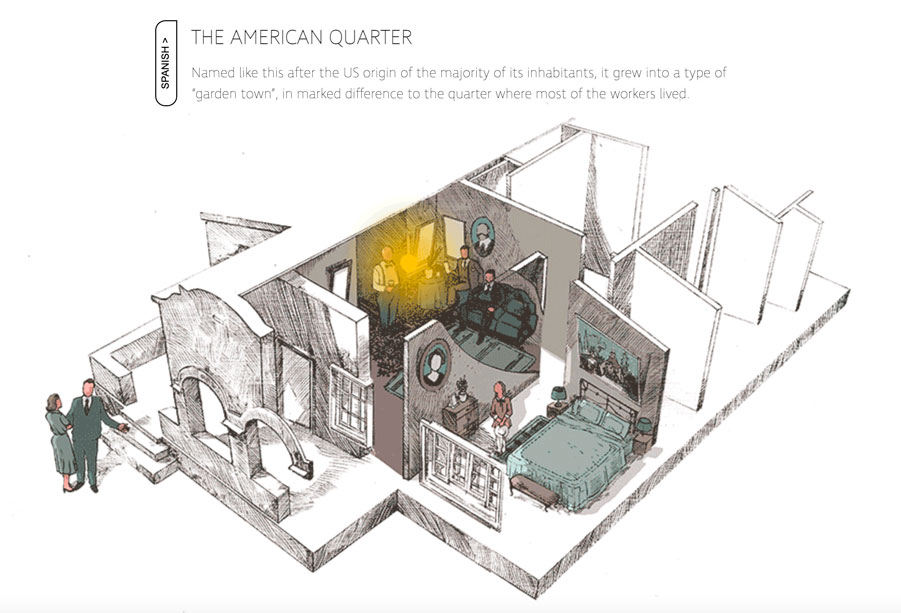 SPANISH >
THE AMERICAN QUARTER
Named like this after the US origin of the majority of its inhabitants, it grew into a type of
“garden town”, in marked difference to the quarter where most of the workers lived.